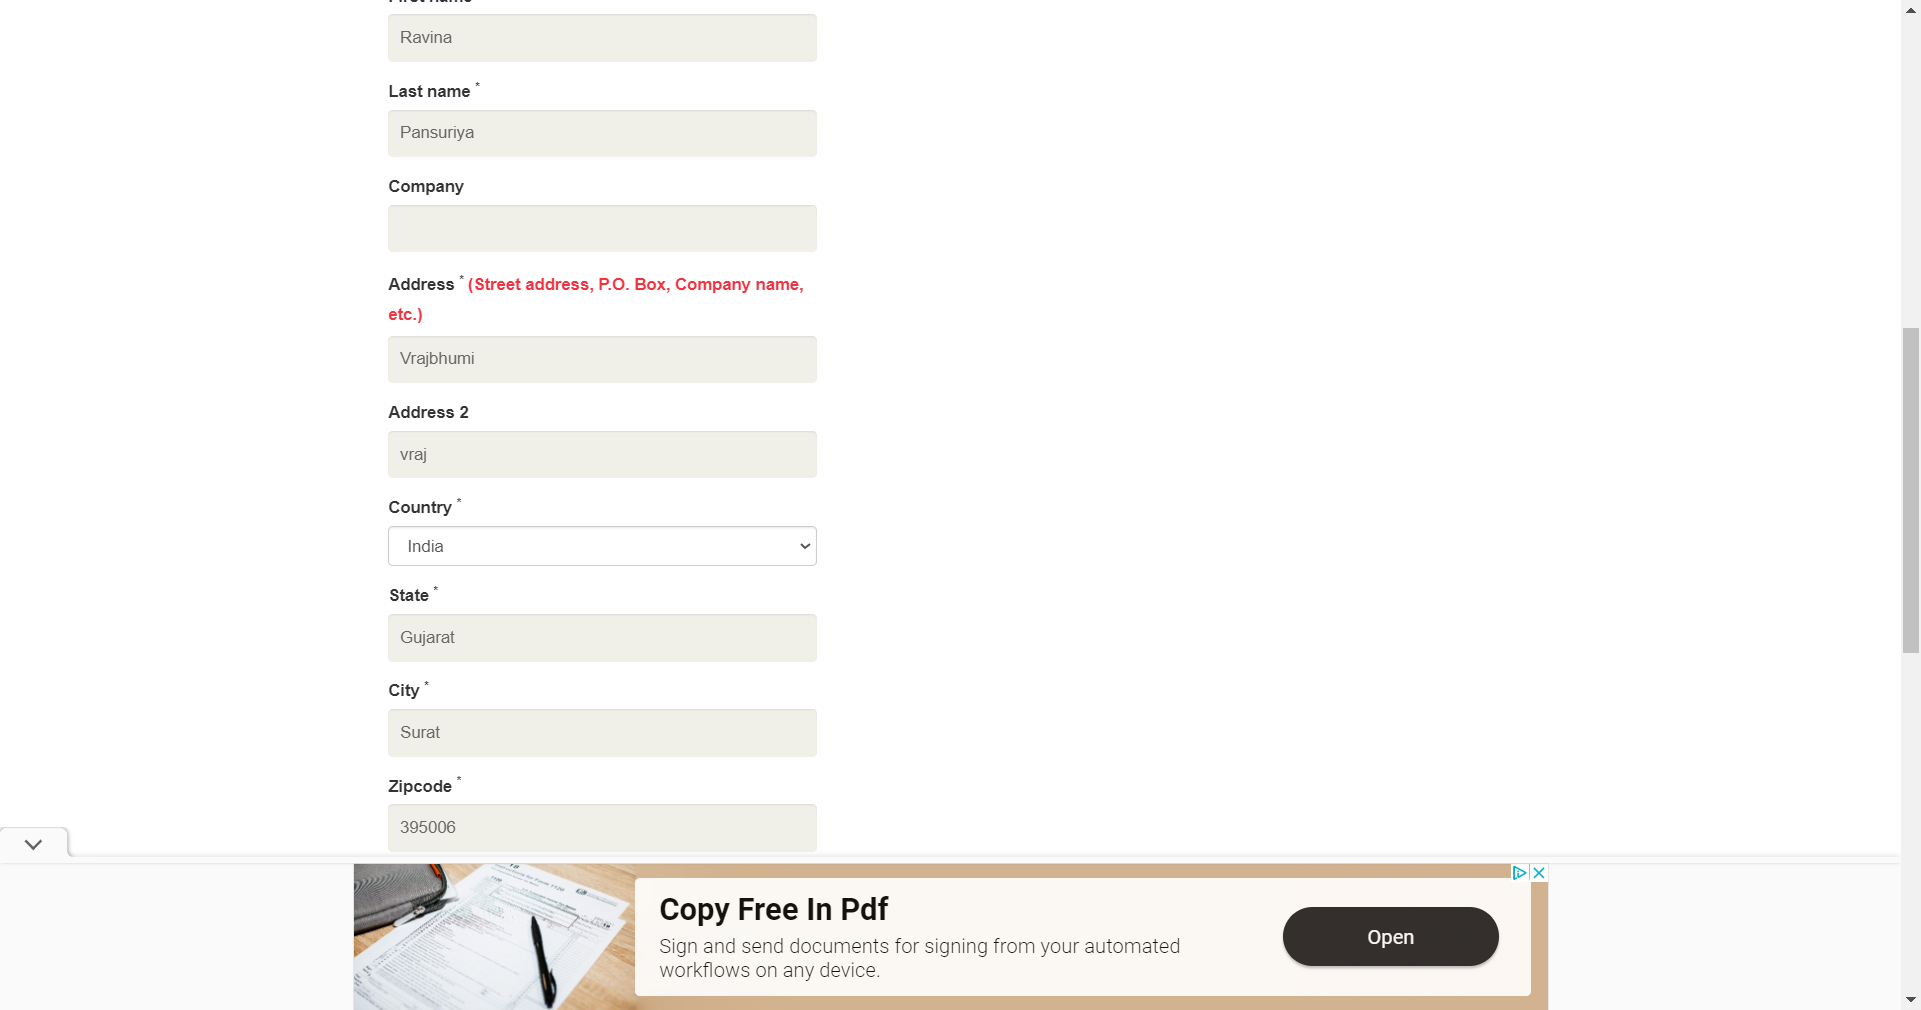 First name
Ravina
Last name *
Pansuriya
Company
Address * (Street address, P.O. Box, Company name,
etc.)
Vrajbhumi
Address 2
vraj
Country *
India
State *
Gujarat
City *
Surat
Zipcode *
395006
Copy Free In Pdf
Sign and send documents for signing from your automated
workflows on any device.
Open